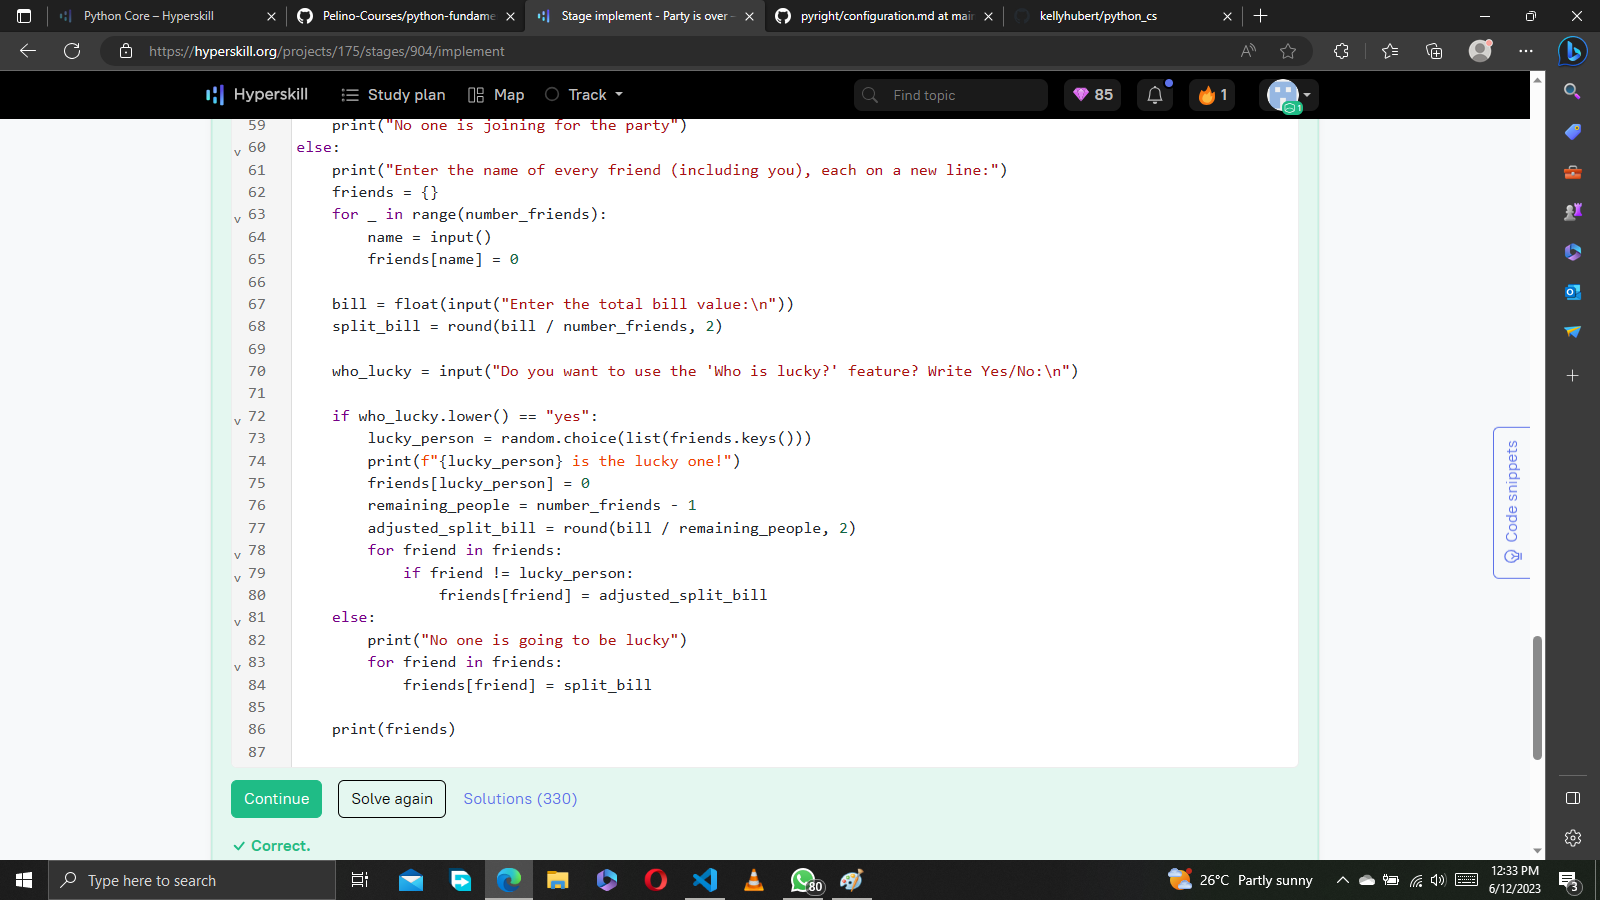 Python Core – Hyperskill
Pelino-Courses/python-fundame
Stage implement - Party is over -
pyright/configuration.md at main
kellyhubert/python_cs
https://hyperskill.org/projects/175/stages/904/implement
Hyperskill
Study plan
Map
Track
Find topic
85
1
1
59 print("No one is joining for the party")
60 else:
61 print("Enter the name of every friend (including you), each on a new line:")
62 friends = {}
63 for _ in range(number_friends):
64 name = input()
65 friends[name] = 0
66
67 bill = float(input("Enter the total bill value:\n"))
68 split_bill = round(bill / number_friends, 2)
69
70 who_lucky = input("Do you want to use the 'Who is lucky?' feature? Write Yes/No:\n")
71
72 if who_lucky.lower() == "yes":
73 lucky_person = random.choice(list(friends.keys()))
74 print(f"{lucky_person} is the lucky one!")
75 friends[lucky_person] = 0
76 remaining_people = number_friends - 1
77 adjusted_split_bill = round(bill / remaining_people, 2)
78 for friend in friends:
79 if friend != lucky_person:
80 friends[friend] = adjusted_split_bill
81 else:
82 print("No one is going to be lucky")
83 for friend in friends:
84 friends[friend] = split_bill
85
86 print(friends)
87
Code snippets
Continue
Solve again
Solutions (330)
Correct.
Type here to search
80
26°C Partly sunny
12:33 PM
6/12/2023
3